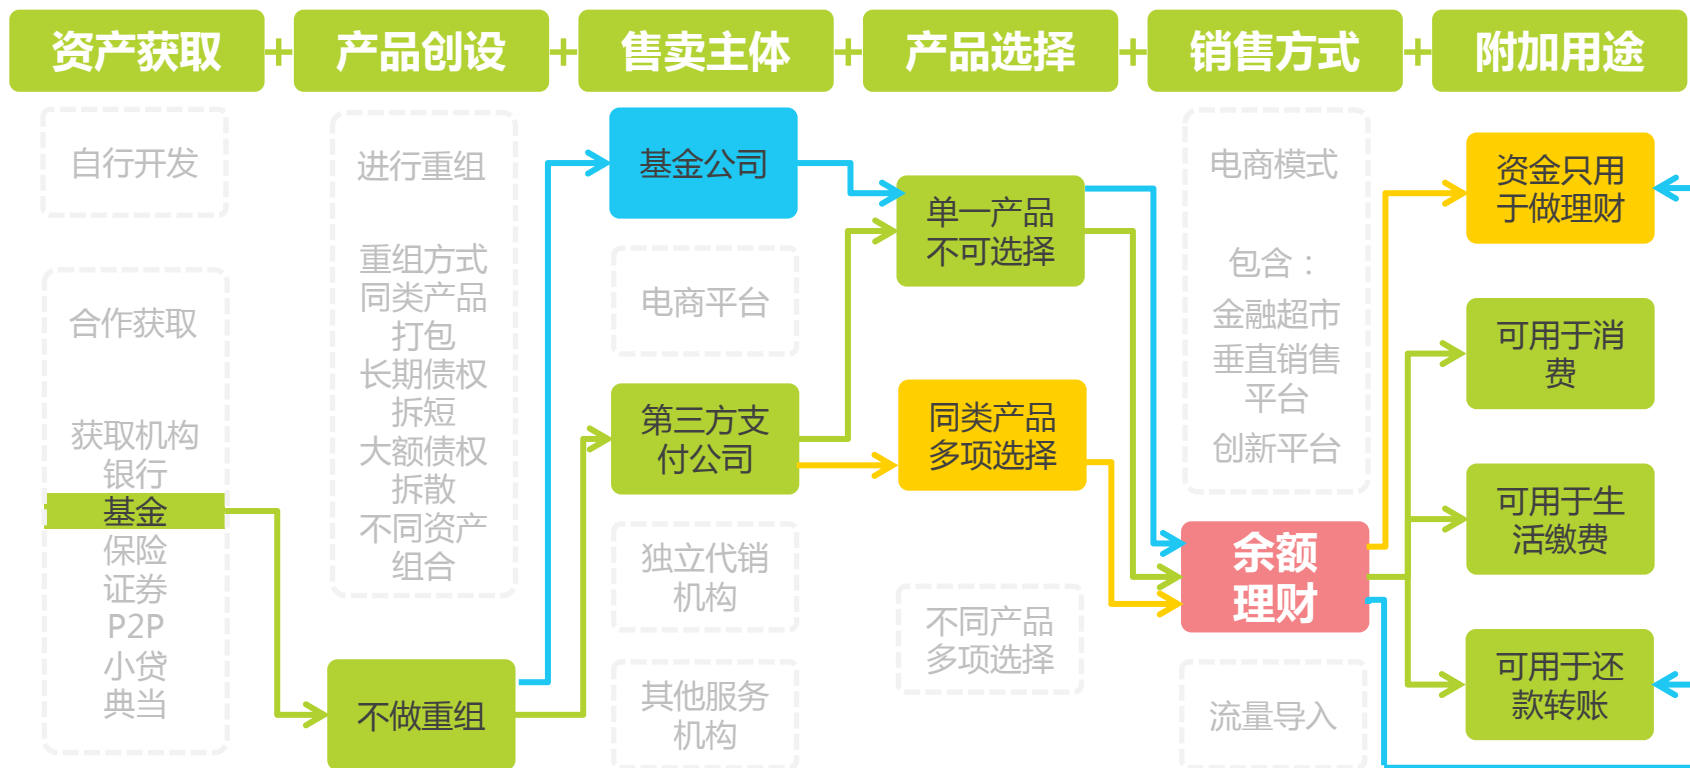 资产获取
+
产品创设
+
售卖主体
+
产品选择
+
销售方式
+
附加用途
自行开发
合作获取
获取机构
银行
基金
保险
证券
P2P
小贷
典当
进行重组
重组方式
同类产品
打包
长期债权
拆短
大额债权
拆散
不同资产
组合
不做重组
基金公司
电商平台
第三方支
付公司
独立代销
机构
其他服务
机构
单一产品
不可选择
同类产品
多项选择
不同产品
多项选择
电商模式
包含：
金融超市
垂直销售
平台
创新平台
余额
理财
流量导入
资金只用
于做理财
可用于消
费
可用于生
活缴费
可用于还
款转账